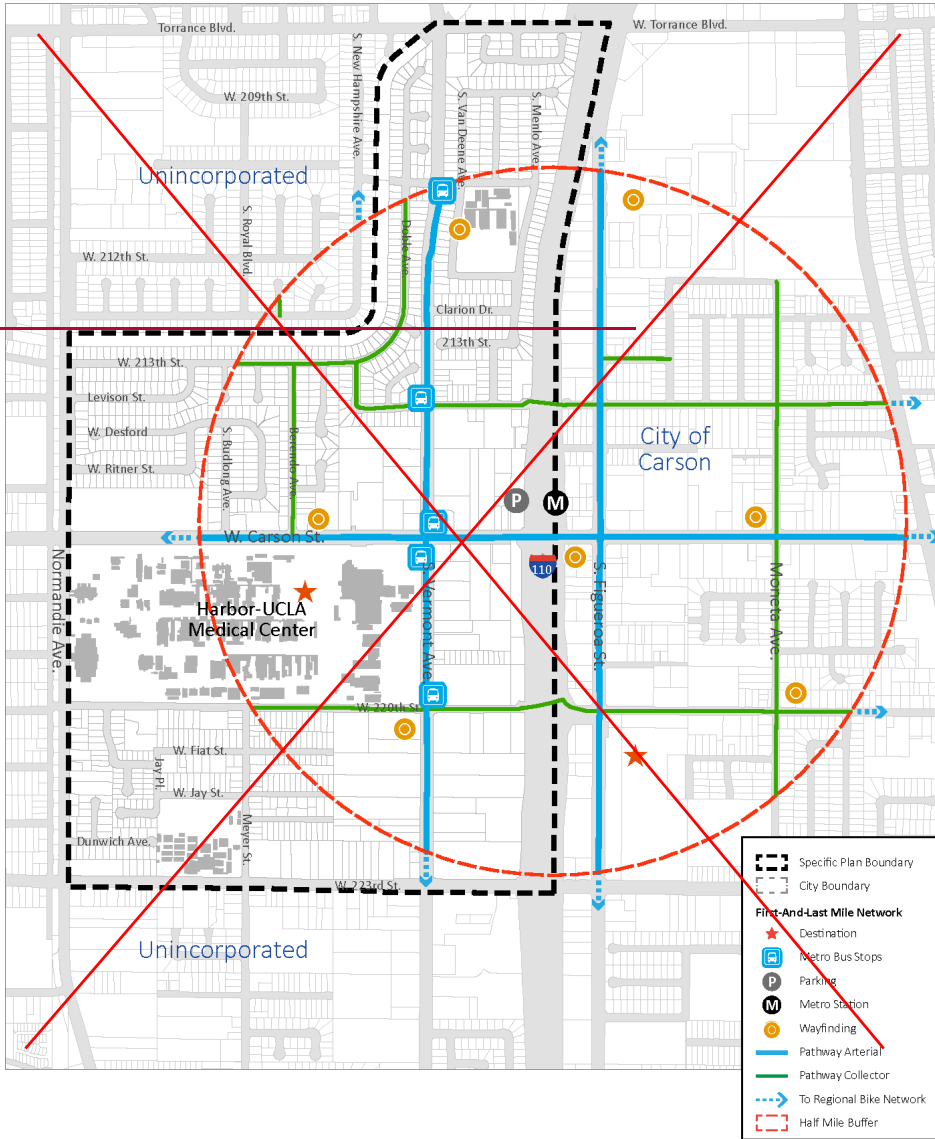 Torrance Blvd.
W. Torrance Blvd.
S. New Hampshire Ave.
W. 209th St.
S. Van Deene Ave.
S. Menlo Ave.
Unincorporated
S. Royal Blvd.
Doble Ave.
W. 212th St.
Clarion Dr.
213th St.
W. 213th St.
Levison St.
W. Desford
S. Budlong Ave.
Berendo Ave.
W. Ritner St.
City of
Carson
P
M
W. Carson St.
110
Normandie Ave.
Harbor-UCLA
Medical Center
S. Vermont Ave.
S. Figueroa St.
Moneta Ave.
W. 220th St.
W. Fiat St.
Jay Pl.
W. Jay St.
Meyer St.
Dunwich Ave.
W. 223rd St.
Unincorporated
Specific Plan Boundary
City Boundary
First-And-Last Mile Network
Destination
Metro Bus Stops
P
Parking
M
Metro Station
Wayfinding
Pathway Arterial
Pathway Collector
To Regional Bike Network
Half Mile Buffer